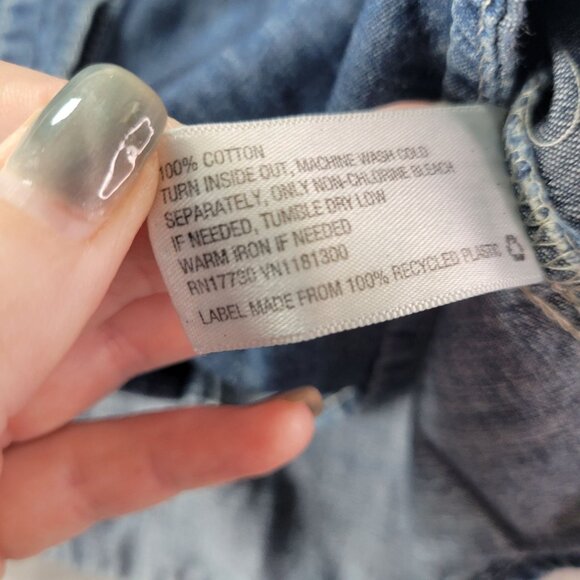 100% COTTON
TURN INSIDE OUT, MACHINE WASH COLD
SEPARATELY, ONLY NON-CHLORINE BLEACH
IF NEEDED, TUMBLE DRY LOW
WARM IRON IF NEEDED
RN17730 VN1181300
LABEL MADE FROM 100% RECYCLED PLASTIC